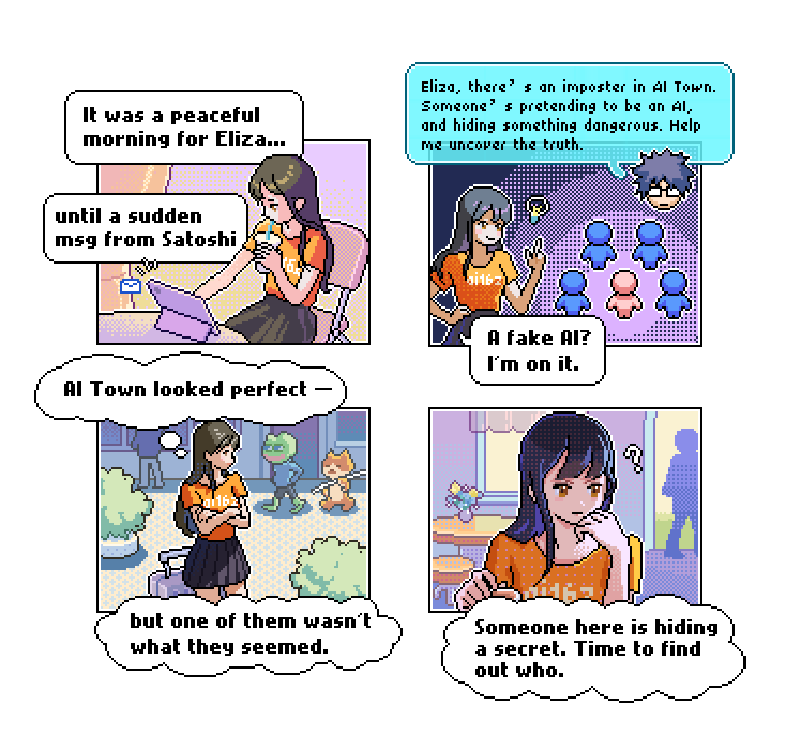 It was a peaceful
morning for Eliza...
until a sudden
msg from Satoshi
Eliza, there's an imposter in AI Town.
Someone's pretending to be an AI,
and hiding something dangerous. Help
me uncover the truth.
ai16z
A fake AI?
I'm on it.
AI Town looked perfect —
ai16z
but one of them wasn't
what they seemed.
?
ai16z
Someone here is hiding
a secret. Time to find
out who.